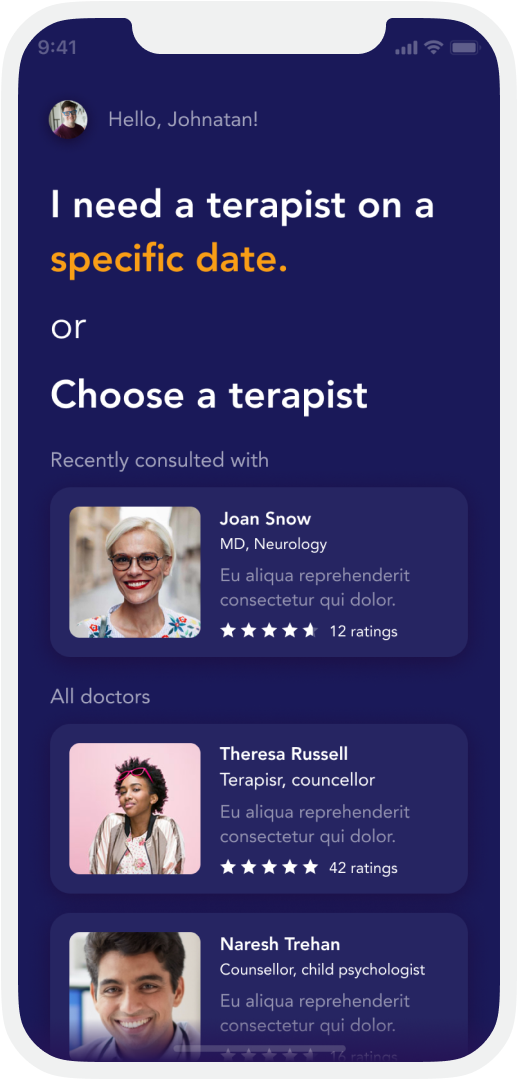 9:41
Hello, Johnatan!
I need a terapist on a
specific date.
or
Choose a terapist
Recently consulted with
Joan Snow
MD, Neurology
Eu aliqua reprehenderit
consectetur qui dolor.
12 ratings
All doctors
Theresa Russell
Terapisr, councellor
Eu aliqua reprehenderit
consectetur qui dolor.
42 ratings
Naresh Trehan
Counsellor, child psychologist
Eu aliqua reprehenderit
consectetur qui dolor.
16 ratings